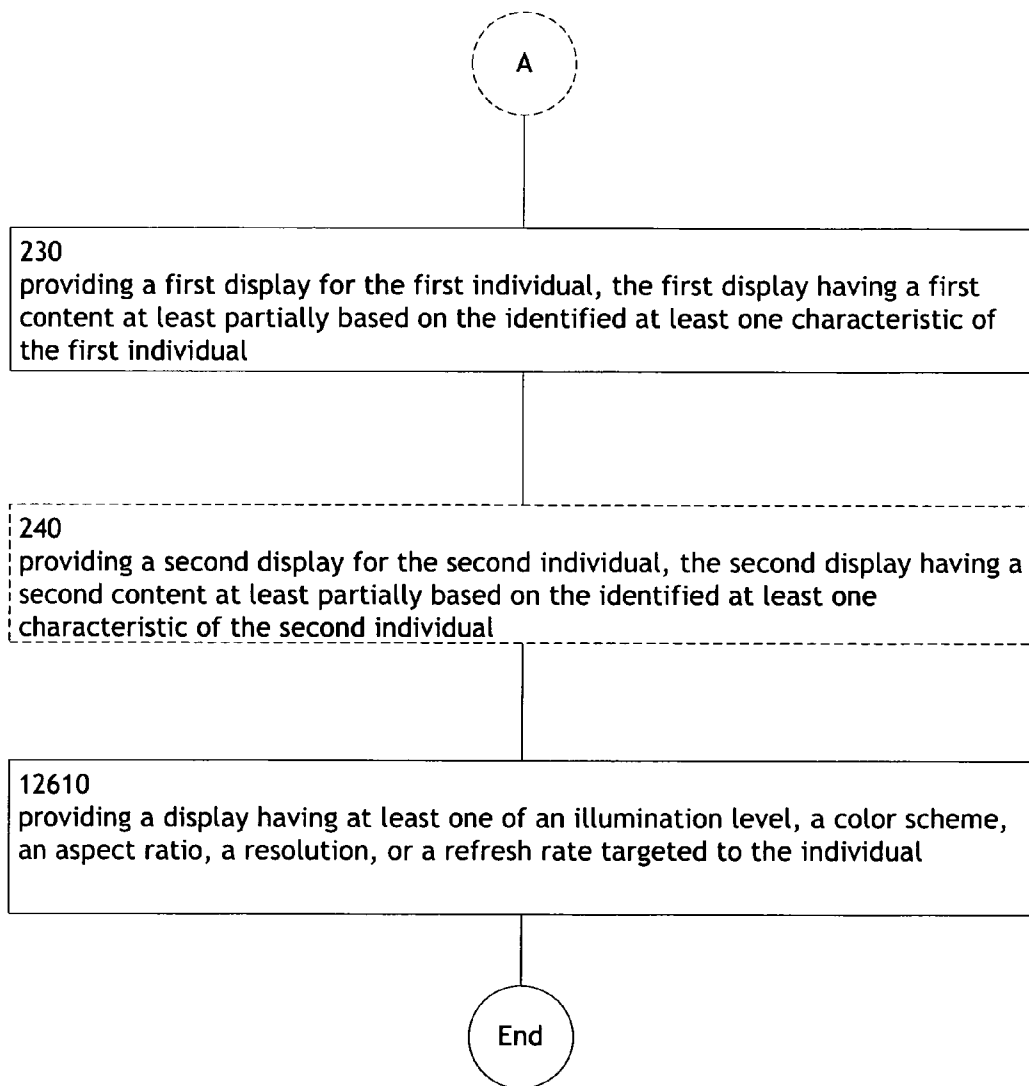 A
230
providing a first display for the first individual, the first display having a first
content at least partially based on the identified at least one characteristic of
the first individual
240
providing a second display for the second individual, the second display having a
second content at least partially based on the identified at least one
characteristic of the second individual
12610
providing a display having at least one of an illumination level, a color scheme,
an aspect ratio, a resolution, or a refresh rate targeted to the individual
End